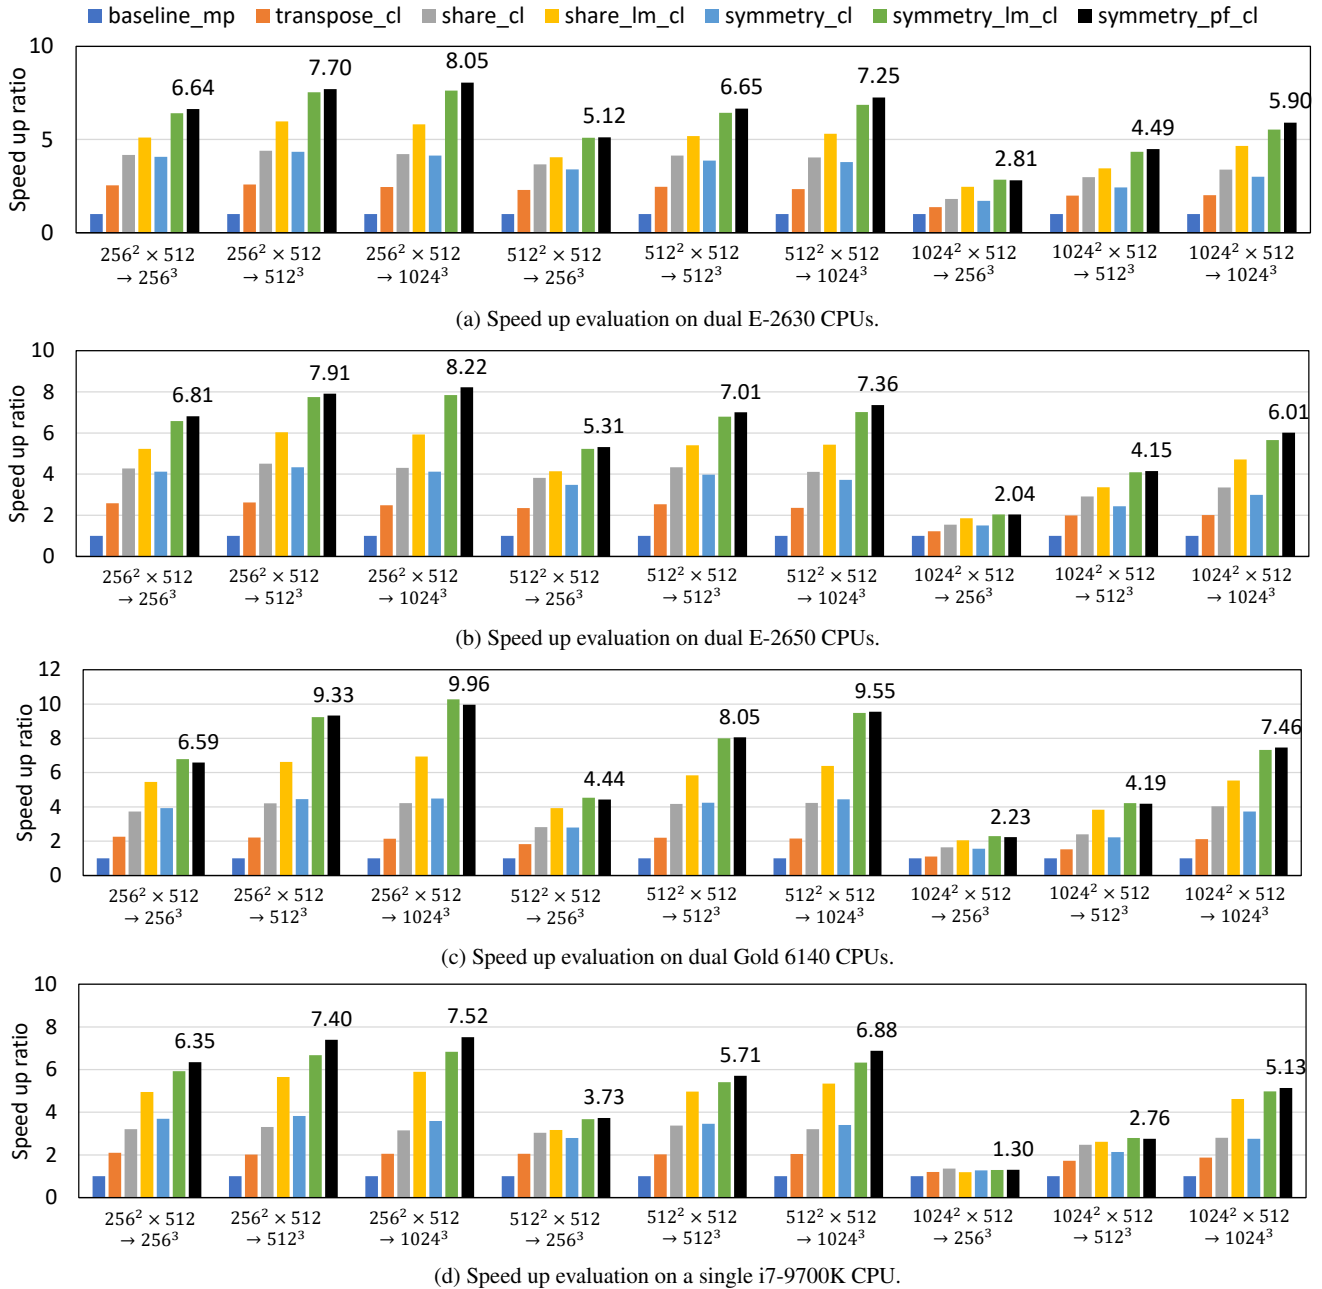 baseline_mp transpose_cl share_cl share_lm_cl symmetry_cl symmetry_lm_cl symmetry_pf_cl
Speed up ratio
10
5
0
6.64 7.70 8.05 5.12 6.65 7.25 2.81 4.49 5.90
256² × 512 256² × 512 256² × 512 512² × 512 512² × 512 512² × 512 1024² × 512 1024² × 512 1024² × 512
→ 256³ → 512³ → 1024³ → 256³ → 512³ → 1024³ → 256³ → 512³ → 1024³
(a) Speed up evaluation on dual E-2630 CPUs.
Speed up ratio
10
8
6
4
2
0
6.81 7.91 8.22 5.31 7.01 7.36 2.04 4.15 6.01
256² × 512 256² × 512 256² × 512 512² × 512 512² × 512 512² × 512 1024² × 512 1024² × 512 1024² × 512
→ 256³ → 512³ → 1024³ → 256³ → 512³ → 1024³ → 256³ → 512³ → 1024³
(b) Speed up evaluation on dual E-2650 CPUs.
Speed up ratio
12
10
8
6
4
2
0
6.59 9.33 9.96 4.44 8.05 9.55 2.23 4.19 7.46
256² × 512 256² × 512 256² × 512 512² × 512 512² × 512 512² × 512 1024² × 512 1024² × 512 1024² × 512
→ 256³ → 512³ → 1024³ → 256³ → 512³ → 1024³ → 256³ → 512³ → 1024³
(c) Speed up evaluation on dual Gold 6140 CPUs.
Speed up ratio
10
8
6
4
2
0
6.35 7.40 7.52 3.73 5.71 6.88 1.30 2.76 5.13
256² × 512 256² × 512 256² × 512 512² × 512 512² × 512 512² × 512 1024² × 512 1024² × 512 1024² × 512
→ 256³ → 512³ → 1024³ → 256³ → 512³ → 1024³ → 256³ → 512³ → 1024³
(d) Speed up evaluation on a single i7-9700K CPU.